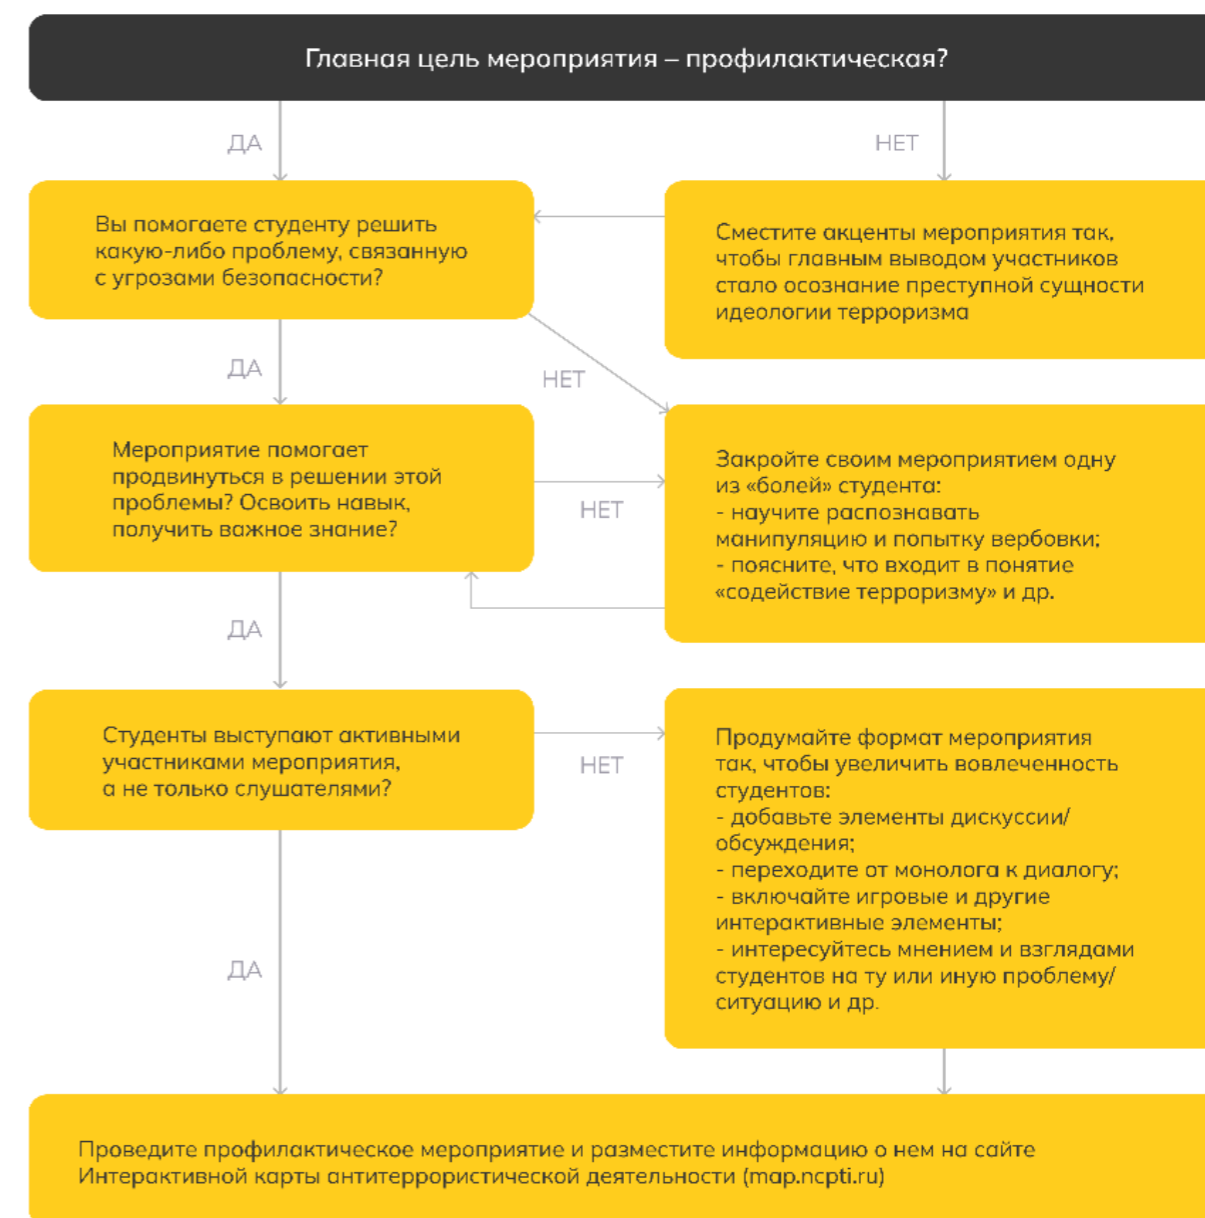 Главная цель мероприятия – профилактическая?
ДА
НЕТ
Вы помогаете студенту решить
какую-либо проблему, связанную
с угрозами безопасности?
Сместите акценты мероприятия так,
чтобы главным выводом участников
стало осознание преступной сущности
идеологии терроризма
ДА
НЕТ
Мероприятие помогает
продвинуться в решении этой
проблемы? Освоить навык,
получить важное знание?
НЕТ
Закройте своим мероприятием одну
из «болей» студента:
- научите распознавать
манипуляцию и попытку вербовки;
- поясните, что входит в понятие
«содействие терроризму» и др.
ДА
Студенты выступают активными
участниками мероприятия,
а не только слушателями?
НЕТ
Продумайте формат мероприятия
так, чтобы увеличить вовлеченность
студентов:
- добавьте элементы дискуссии/
обсуждения;
- переходите от монолога к диалогу;
- включайте игровые и другие
интерактивные элементы;
- интересуйтесь мнением и взглядами
студентов на ту или иную проблему/
ситуацию и др.
ДА
Проведите профилактическое мероприятие и разместите информацию о нем на сайте
Интерактивной карты антитеррористической деятельности (map.ncpti.ru)